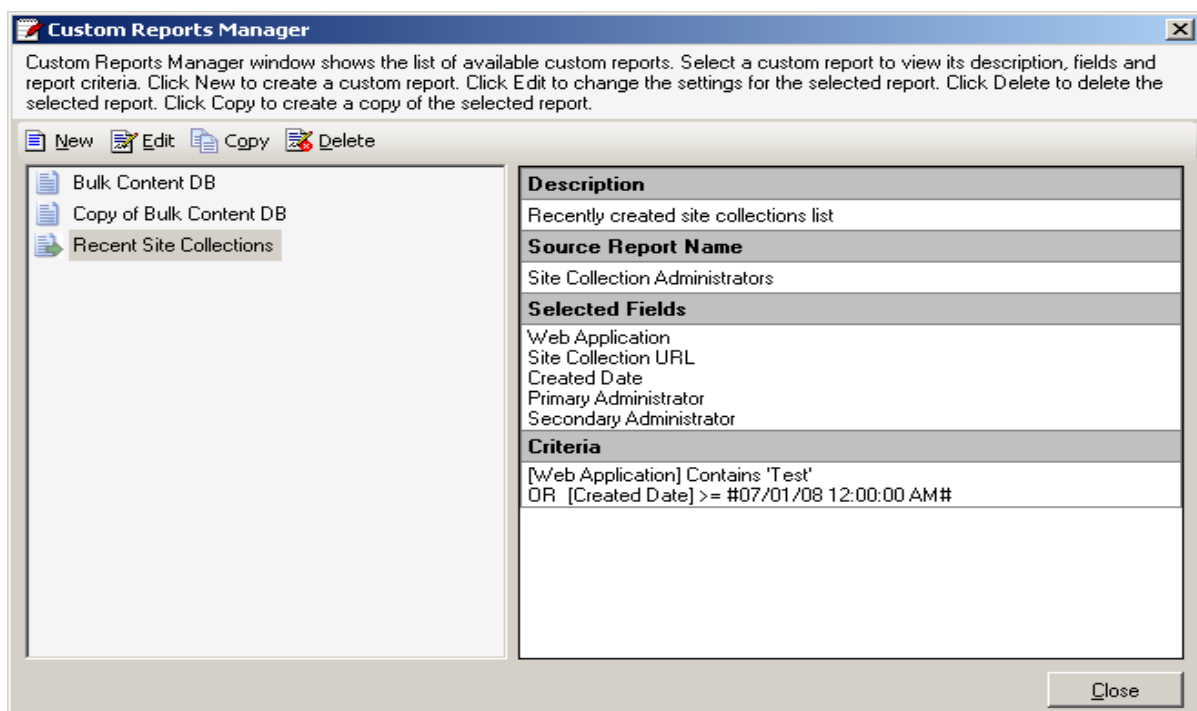 Custom Reports Manager
Custom Reports Manager window shows the list of available custom reports. Select a custom report to view its description, fields and
report criteria. Click New to create a custom report. Click Edit to change the settings for the selected report. Click Delete to delete the
selected report. Click Copy to create a copy of the selected report.
New Edit Copy Delete
Bulk Content DB
Copy of Bulk Content DB
Recent Site Collections
Description
Recently created site collections list
Source Report Name
Site Collection Administrators
Selected Fields
Web Application
Site Collection URL
Created Date
Primary Administrator
Secondary Administrator
Criteria
[Web Application] Contains 'Test'
OR [Created Date] >= #07/01/08 12:00:00 AM#
Close